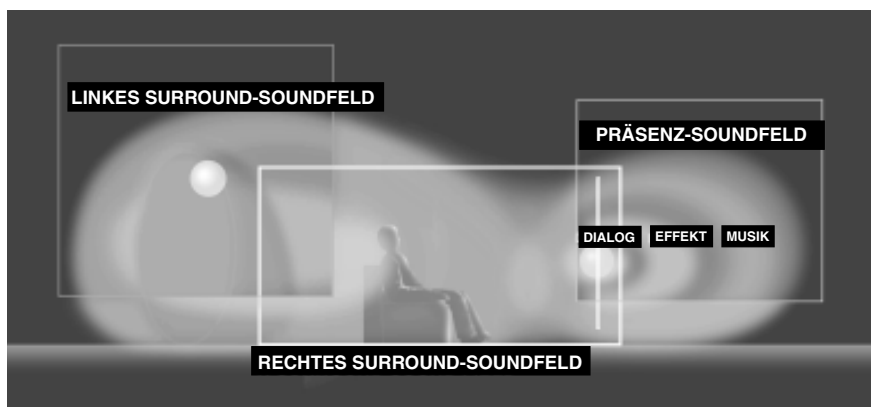 LINKES SURROUND-SOUNDFELD
PRÄSENZ-SOUNDFELD
DIALOG EFFEKT MUSIK
RECHTES SURROUND-SOUNDFELD